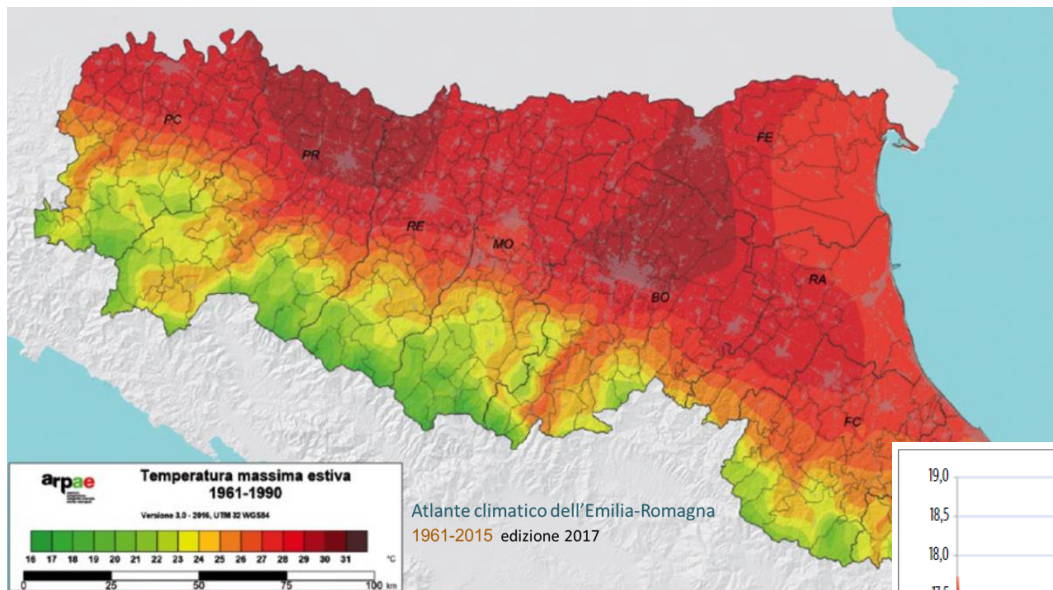 PC
PR
RE
MO
BO
FE
RA
FC
arpae
Temperatura massima estiva
1961-1990
Versione 3.0 - 2016, UTM 32 WGS84
16 17 18 19 20 21 22 23 24 25 26 27 28 29 30 31 °C
0 25 50 75 100 km
Atlante climatico dell'Emilia-Romagna
1961-2015 edizione 2017
19,0
18,5
18,0
17,5